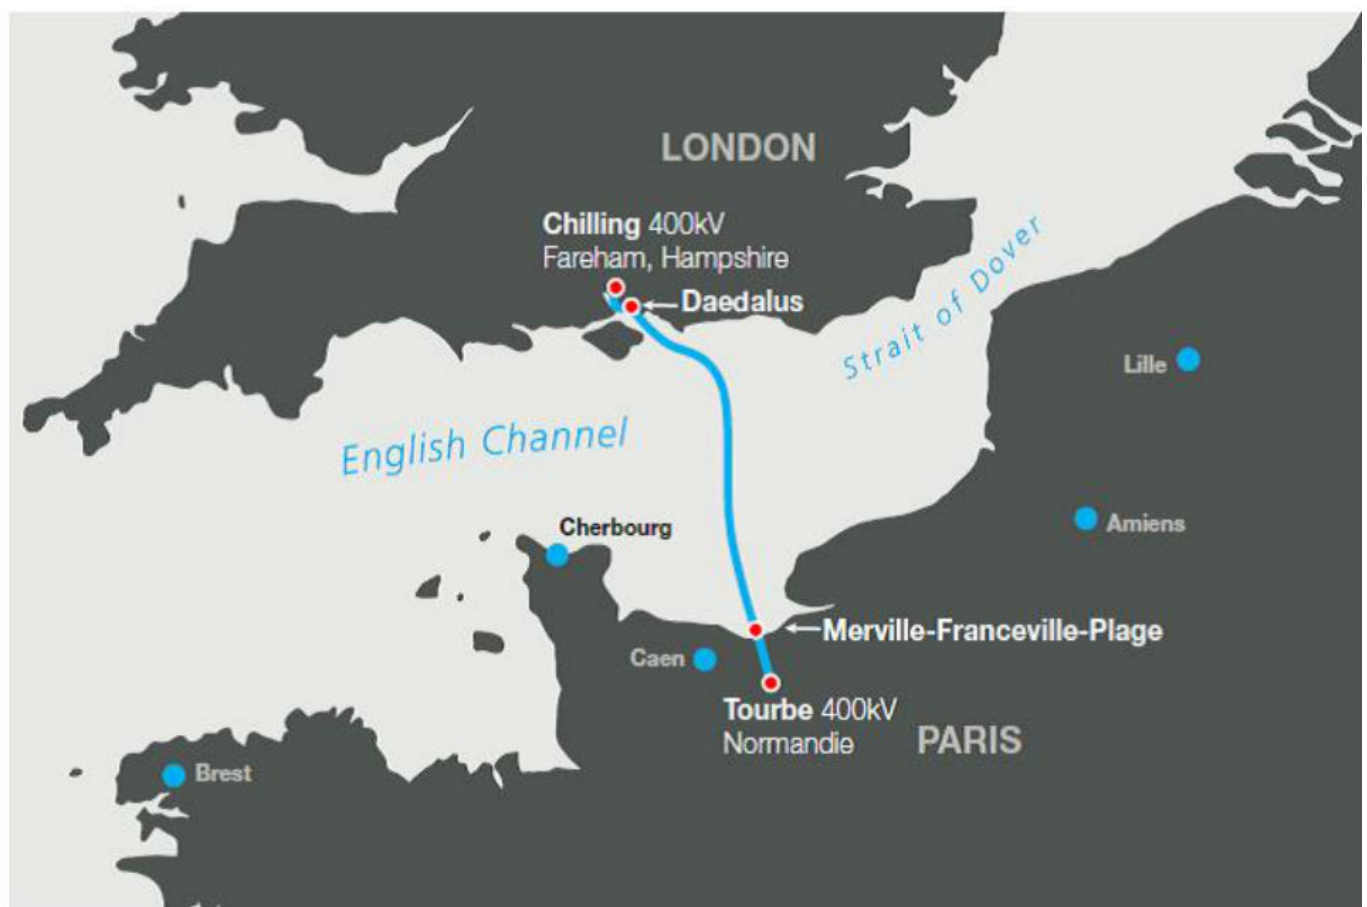 LONDON
Chilling 400kV
Fareham, Hampshire
Daedalus
Strait of Dover
Lille
English Channel
Cherbourg
Amiens
Merville-Franceville-Plage
Caen
Tourbe 400kV
Normandie
PARIS
Brest